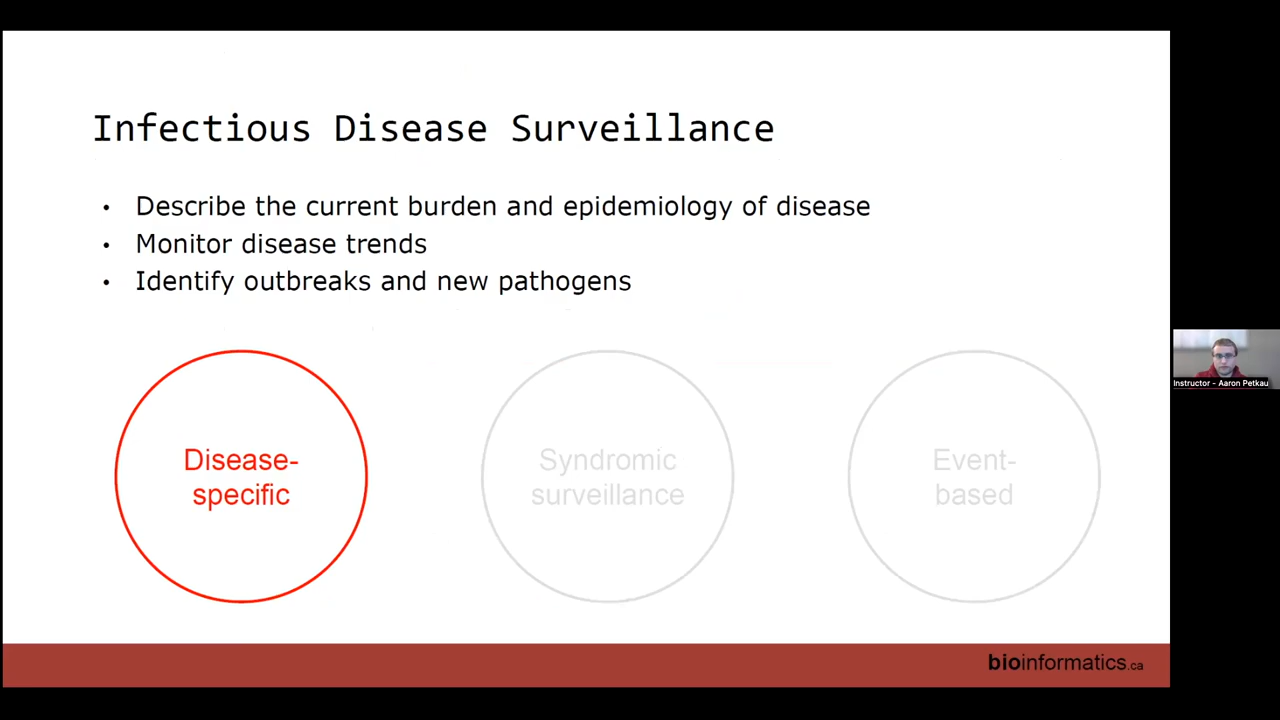 Infectious Disease Surveillance
• Describe the current burden and epidemiology of disease
• Monitor disease trends
• Identify outbreaks and new pathogens
Disease-
specific
Syndromic
surveillance
Event-
based
Instructor - Aaron Petkau
bioinformatics.ca